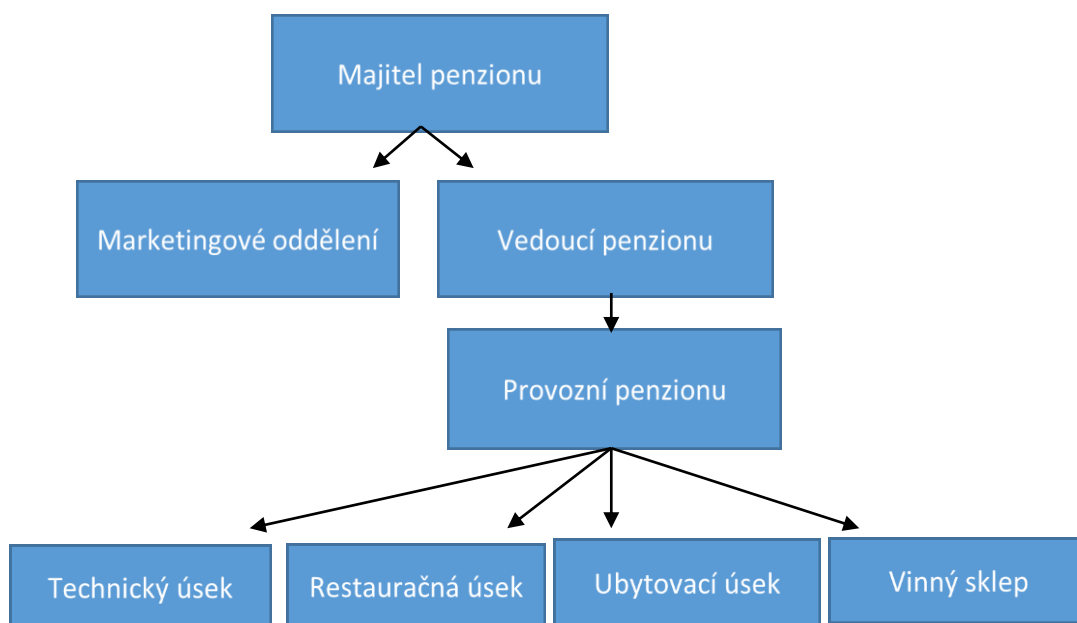 Majitel penzionu
Marketingové oddělení
Vedoucí penzionu
Provozní penzionu
Technický úsek
Restauračná úsek
Ubytovací úsek
Vinný sklep